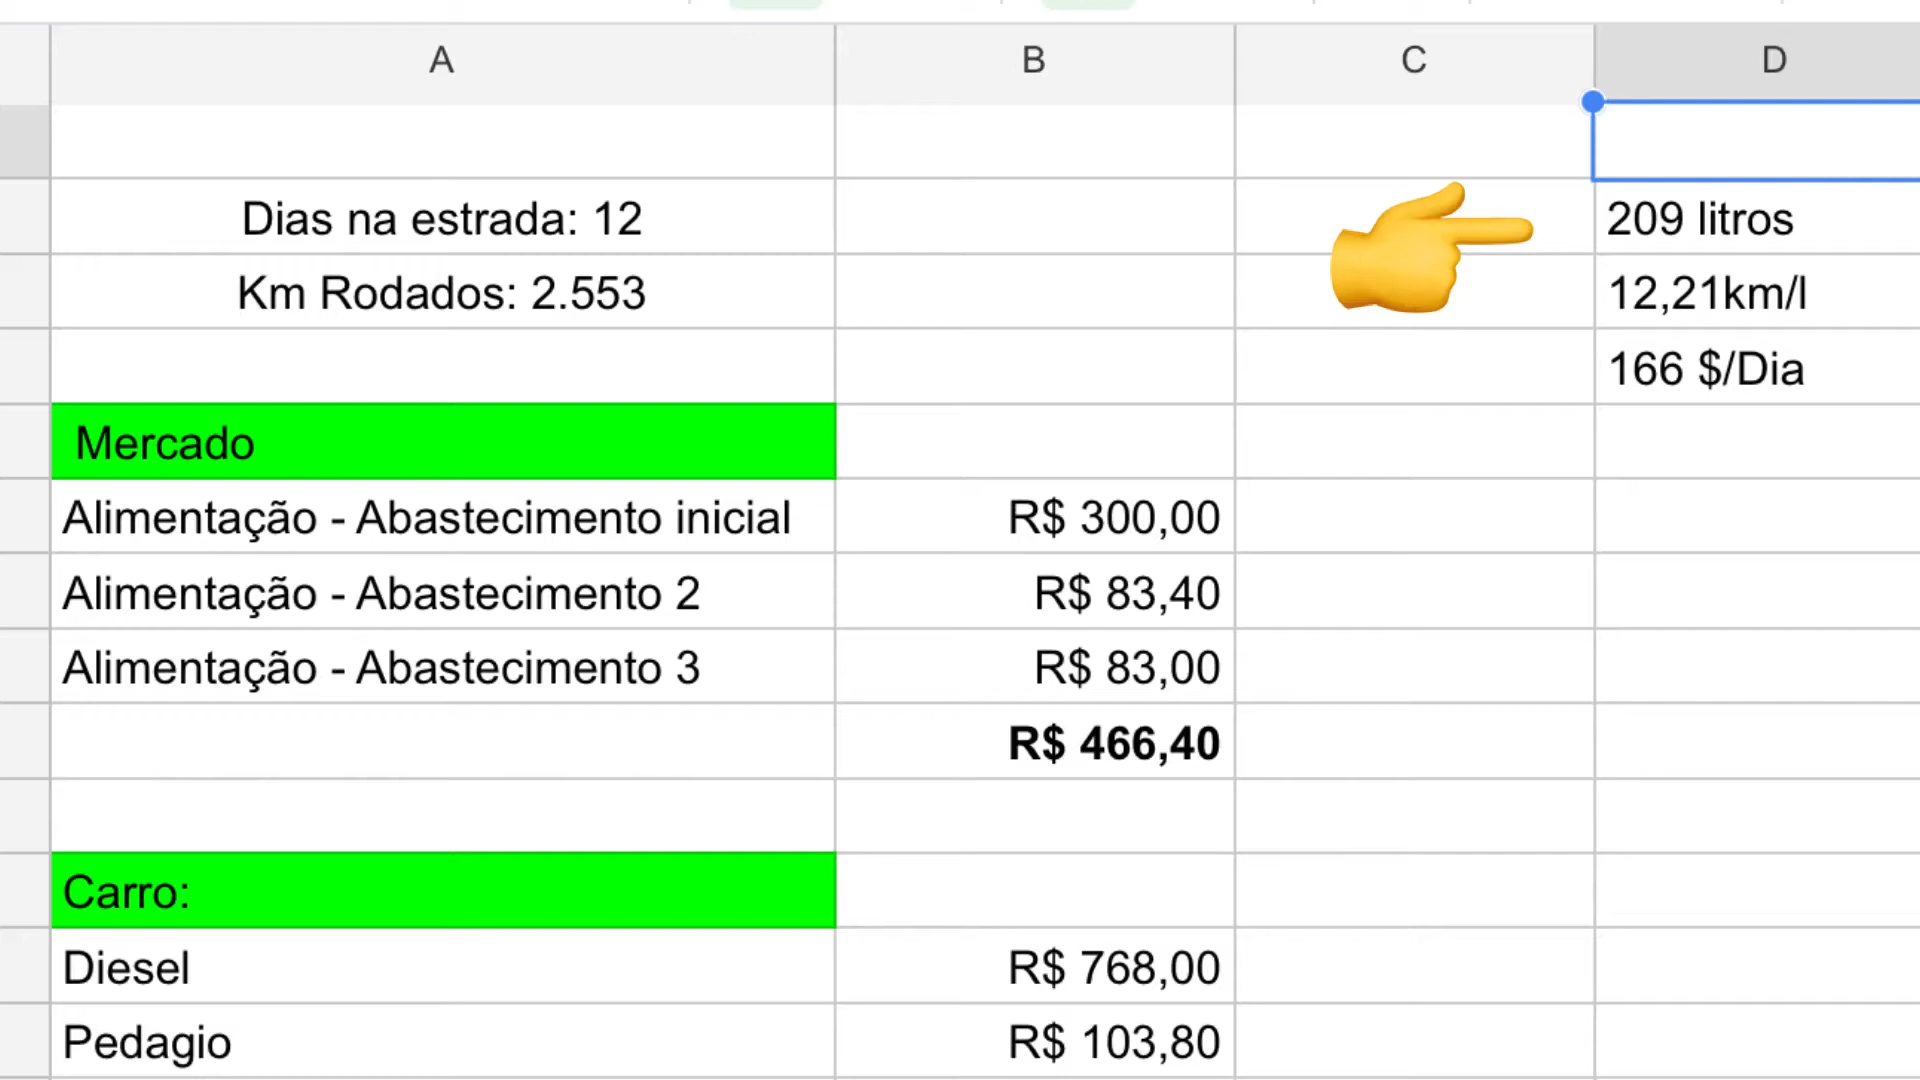 A B C D
Dias na estrada: 12 209 litros
Km Rodados: 2.553 12,21km/l
166 $/Dia
Mercado
Alimentação - Abastecimento inicial R$ 300,00
Alimentação - Abastecimento 2 R$ 83,40
Alimentação - Abastecimento 3 R$ 83,00
R$ 466,40
Carro:
Diesel R$ 768,00
Pedagio R$ 103,80